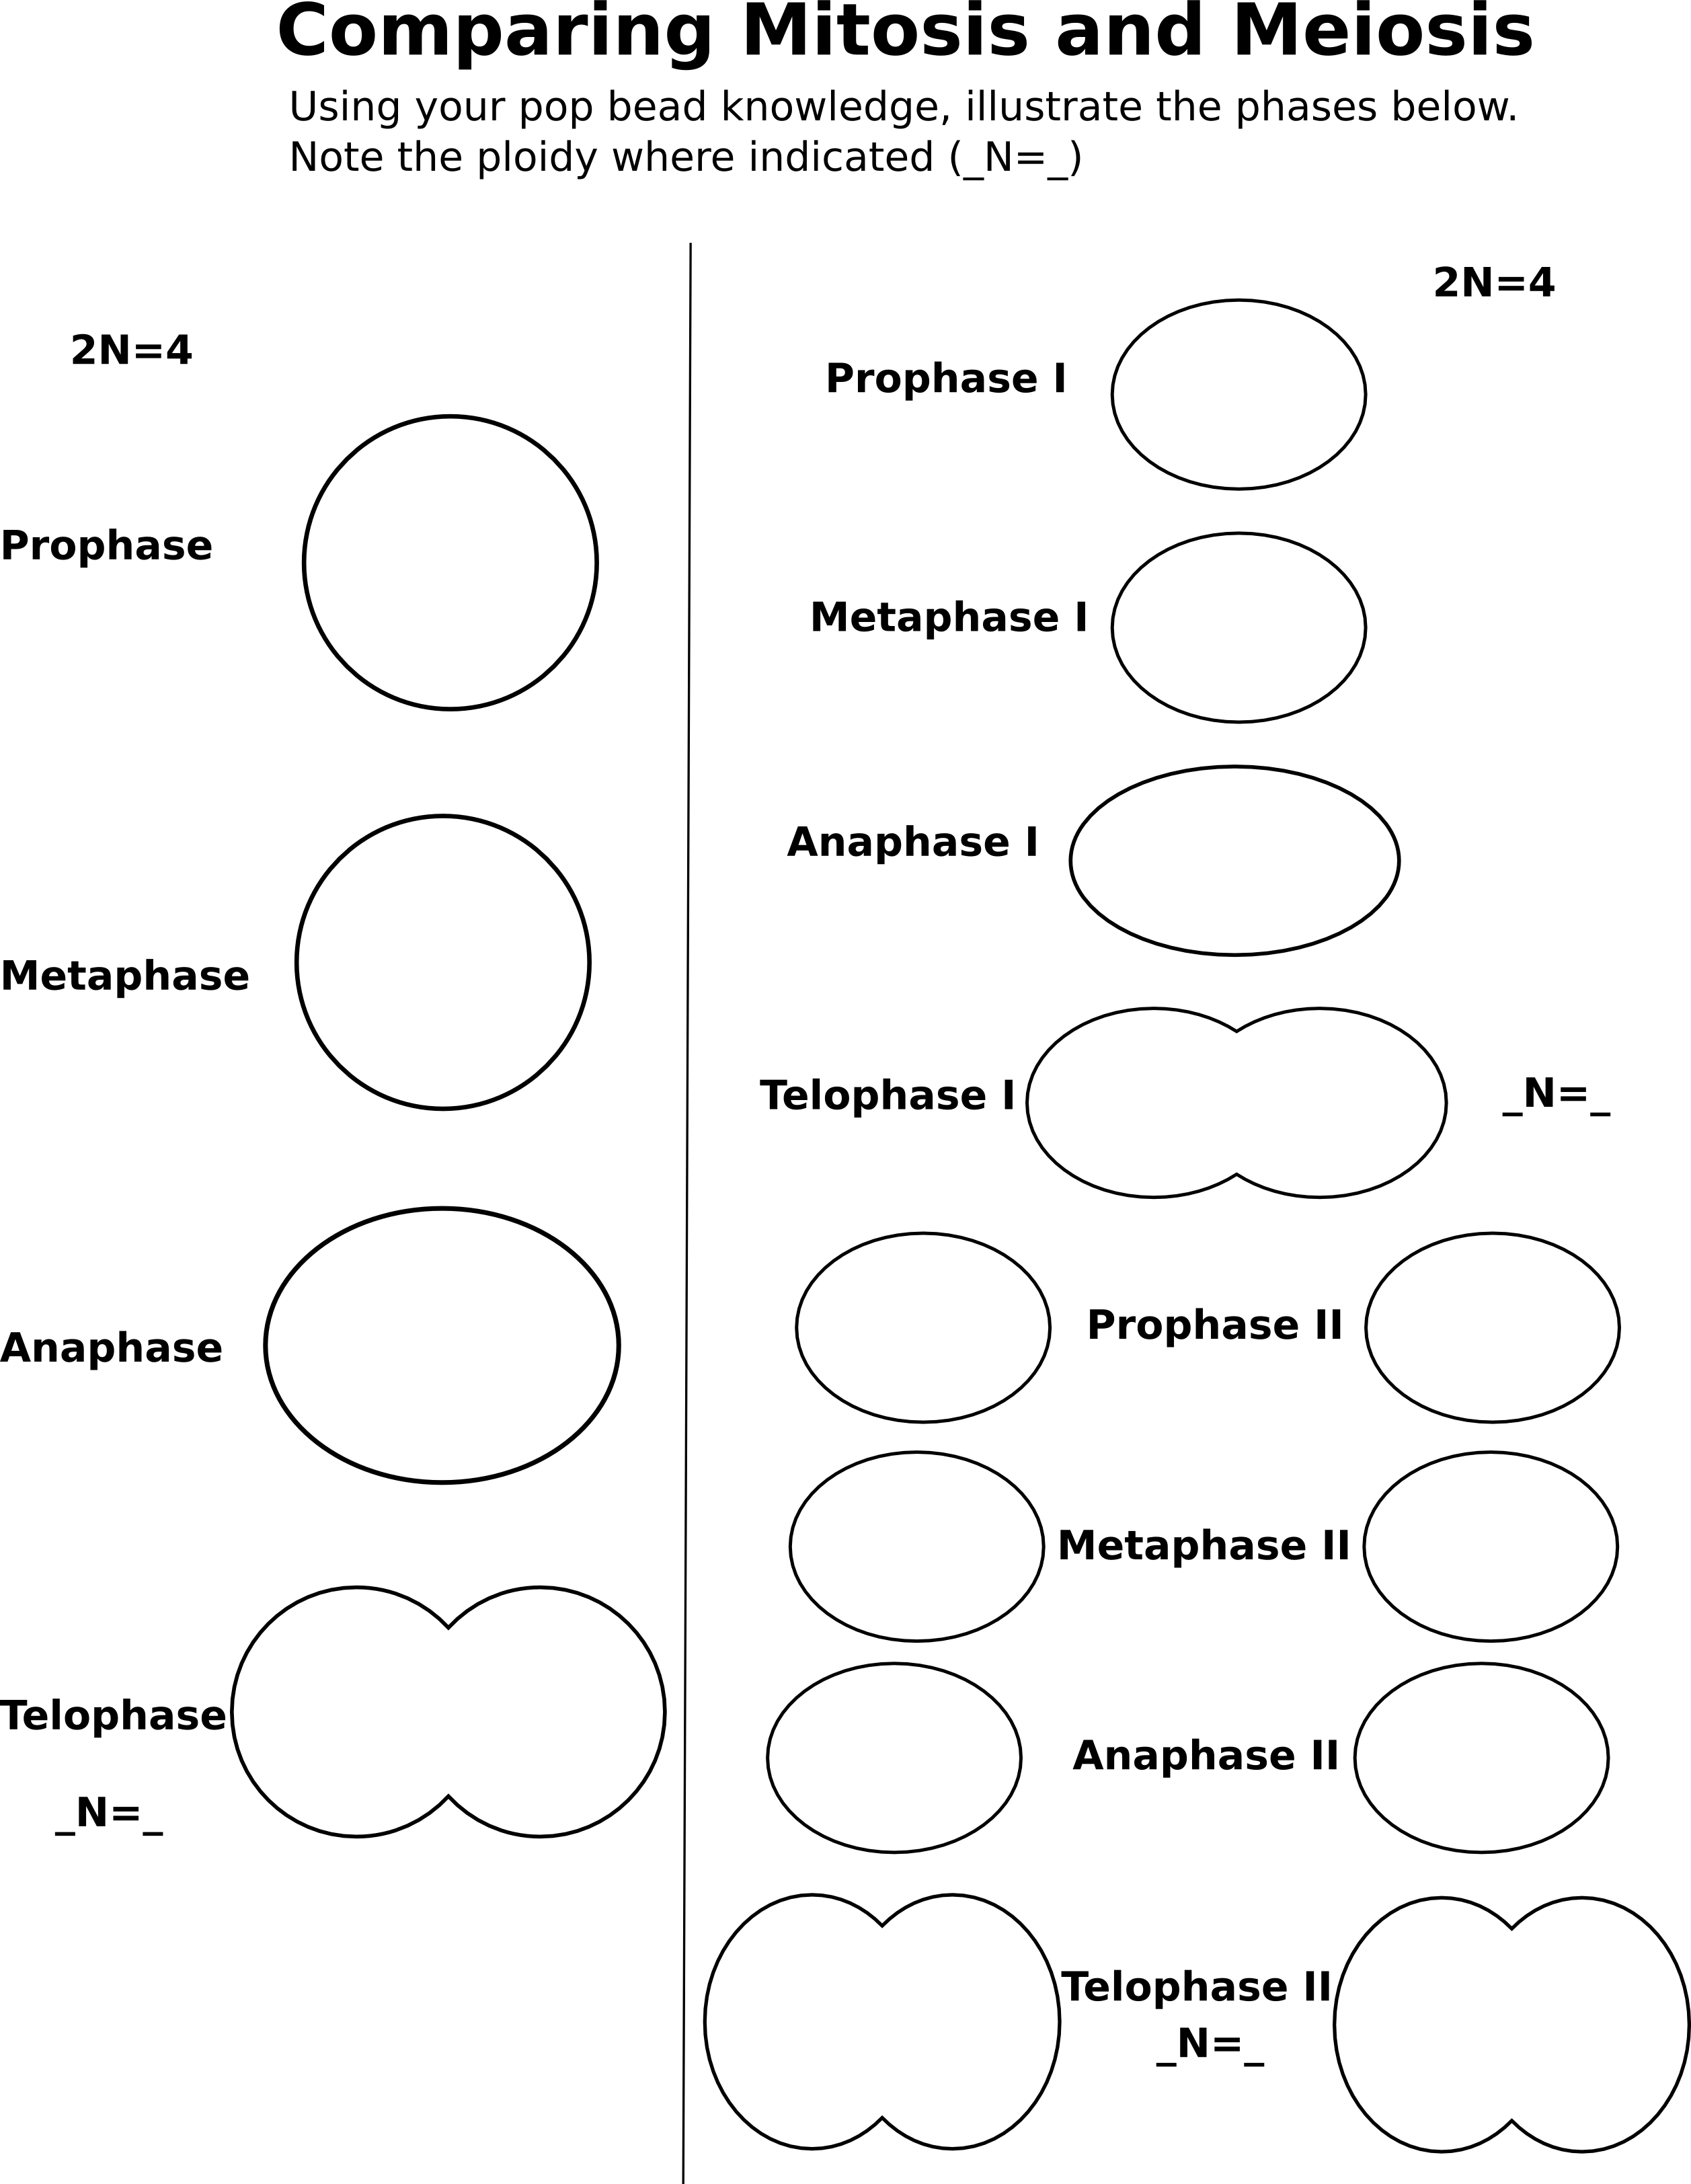 Comparing Mitosis and Meiosis
Using your pop bead knowledge, illustrate the phases below.
Note the ploidy where indicated (_N=_)
2N=4
Prophase
Metaphase
Anaphase
Telophase
_N=_
2N=4
Prophase I
Metaphase I
Anaphase I
Telophase I
_N=_
Prophase II
Metaphase II
Anaphase II
Telophase II
_N=_